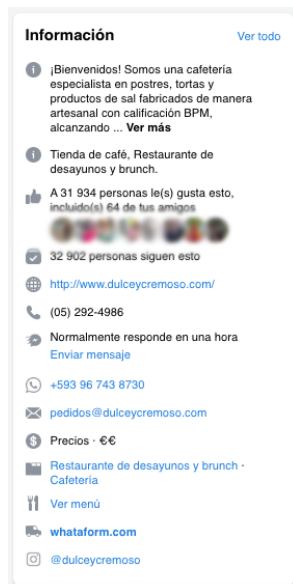 Información
Ver todo
¡Bienvenidos! Somos una cafetería
especialista en postres, tortas y
productos de sal fabricados de manera
artesanal con calificación BPM,
alcanzando ... Ver más
Tienda de café, Restaurante de
desayunos y brunch.
A 31 934 personas le(s) gusta esto,
incluido(s) 64 de tus amigos
32 902 personas siguen esto
http://www.dulceycremoso.com/
(05) 292-4986
Normalmente responde en una hora
Enviar mensaje
+593 96 743 8730
pedidos@dulceycremoso.com
Precios · €€
Restaurante de desayunos y brunch ·
Cafetería
Ver menú
whataform.com
@dulceycremoso